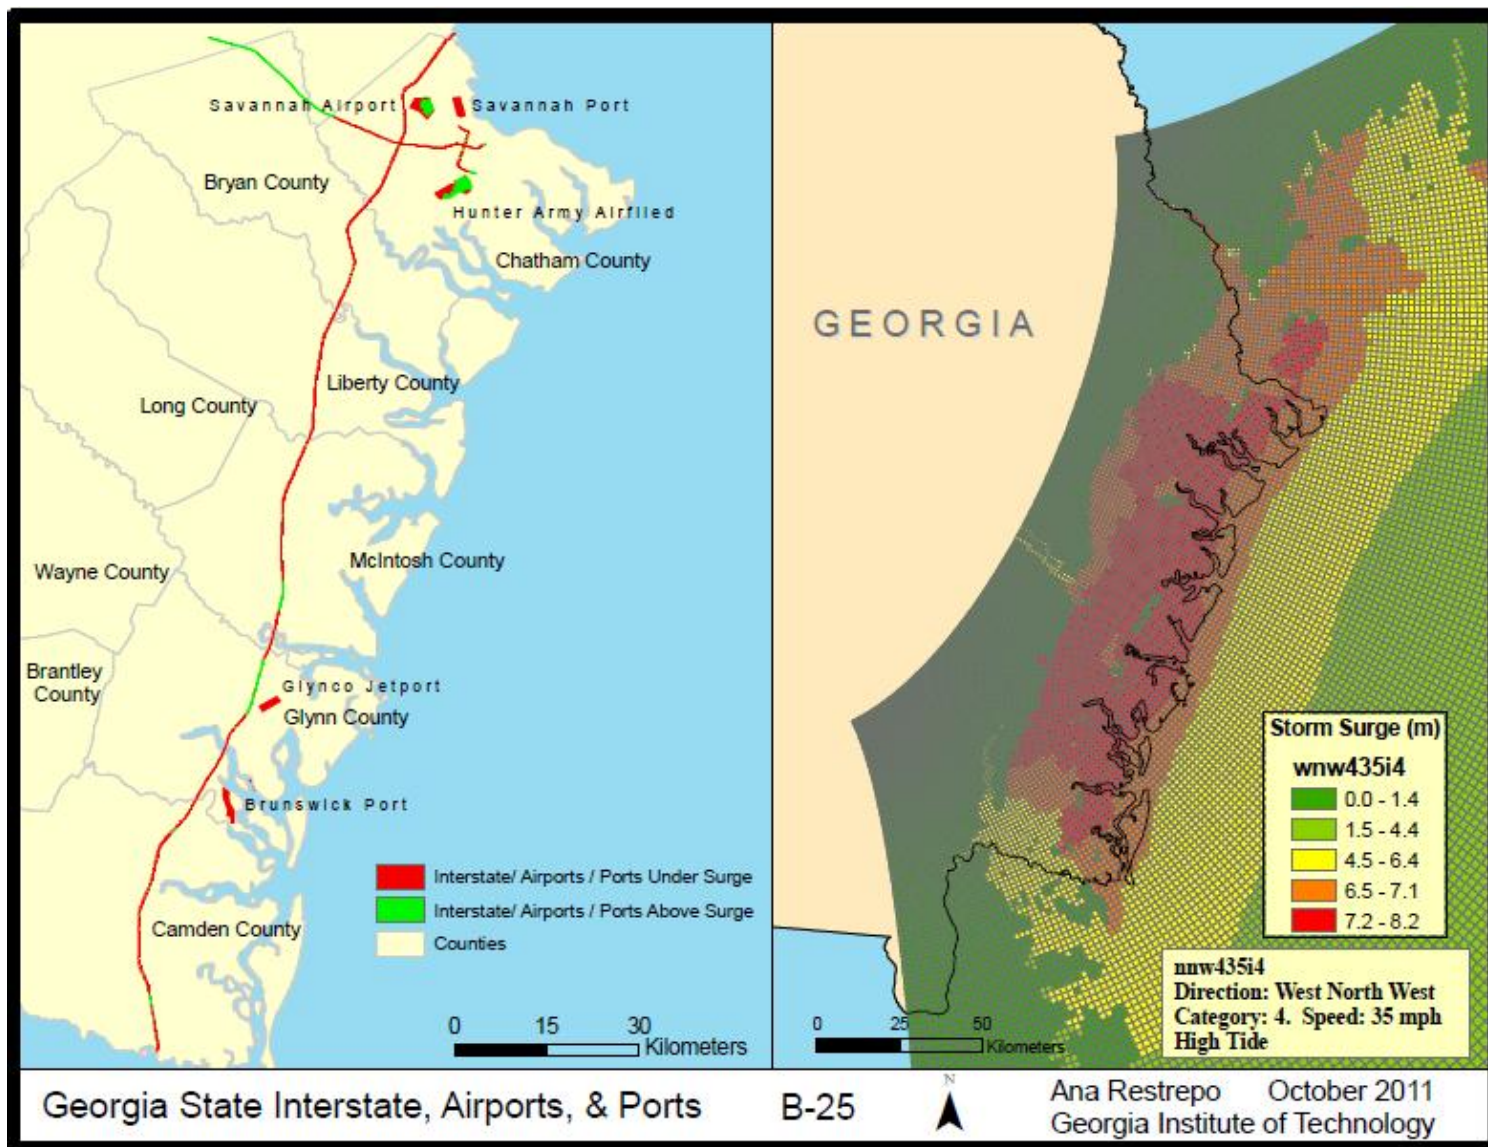 Savannah Airport
Savannah Port
Bryan County
Hunter Army Airfiled
Chatham County
Liberty County
Long County
McIntosh County
Wayne County
Brantley
County
Glynco Jetport
Glynn County
Brunswick Port
Interstate/ Airports / Ports Under Surge
Interstate/ Airports / Ports Above Surge
Counties
Camden County
0 15 30
Kilometers
GEORGIA
Storm Surge (m)
wnw435i4
0.0 - 1.4
1.5 - 4.4
4.5 - 6.4
6.5 - 7.1
7.2 - 8.2
nnw435i4
Direction: West North West
Category: 4. Speed: 35 mph
High Tide
0 25 50
Kilometers
Georgia State Interstate, Airports, & Ports
B-25
N
Ana Restrepo October 2011
Georgia Institute of Technology